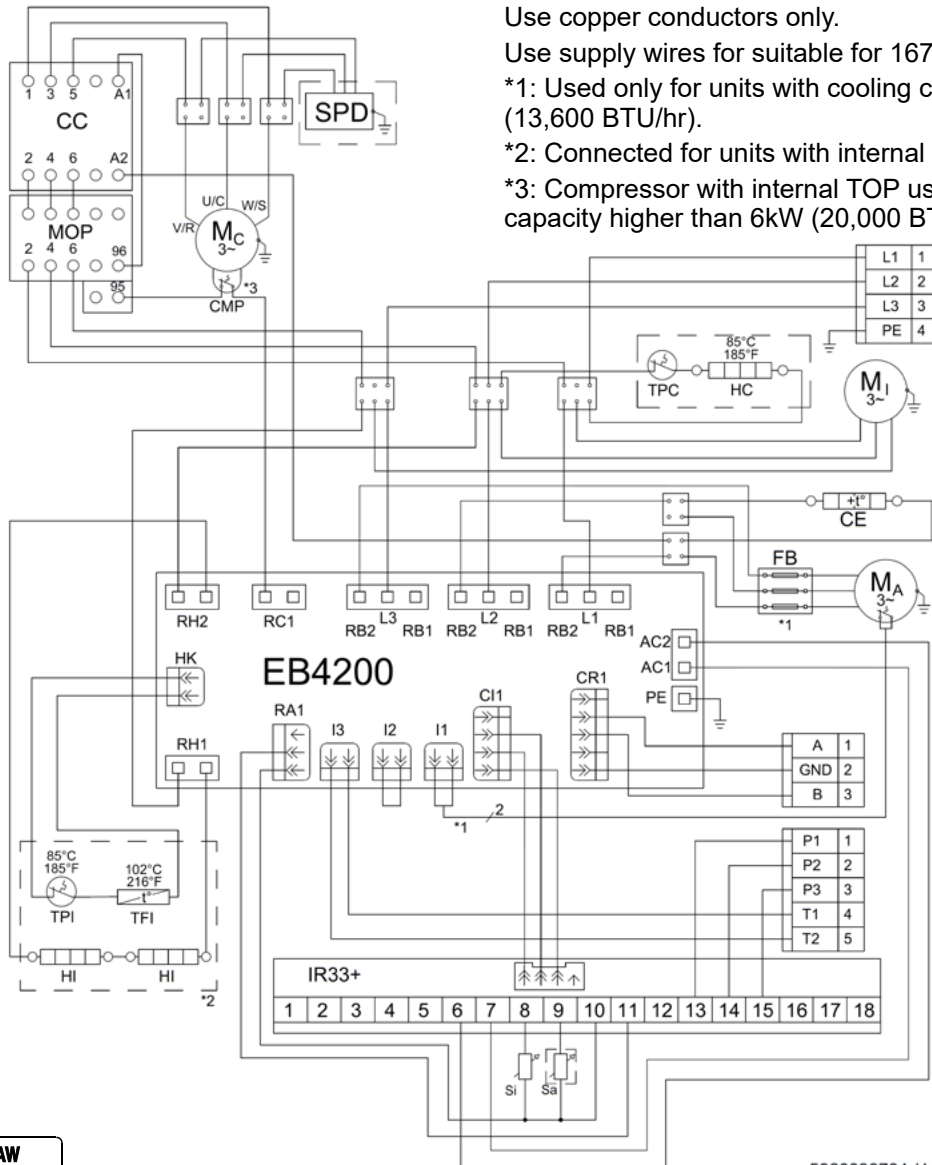 Use copper conductors only.
Use supply wires for suitable for 167
*1: Used only for units with cooling c
(13,600 BTU/hr).
*2: Connected for units with internal
*3: Compressor with internal TOP us
capacity higher than 6kW (20,000 BT
1 3 5 A1
CC
2 4 6 A2
MOP
2 4 6 96
95
SPD
U/C
V/R
W/S
MC
3~
*3
CMP
L1 1
L2 2
L3 3
PE 4
85°C
185°F
TPC
HC
MI
3~
+t°
CE
FB
*1
MA
3~
RH2
RC1
RB2 L3 RB1
RB2 L2 RB1
RB2 L1 RB1
HK
EB4200
AC2
AC1
PE
RA1
I3
I2
I1
CI1
CR1
RH1
*1
2
A 1
GND 2
B 3
P1 1
P2 2
P3 3
T1 4
T2 5
85°C
185°F
TPI
102°C
216°F
t°
TFI
HI
HI
*2
IR33+
1 2 3 4 5 6 7 8 9 10 11 12 13 14 15 16 17 18
Si
Sa